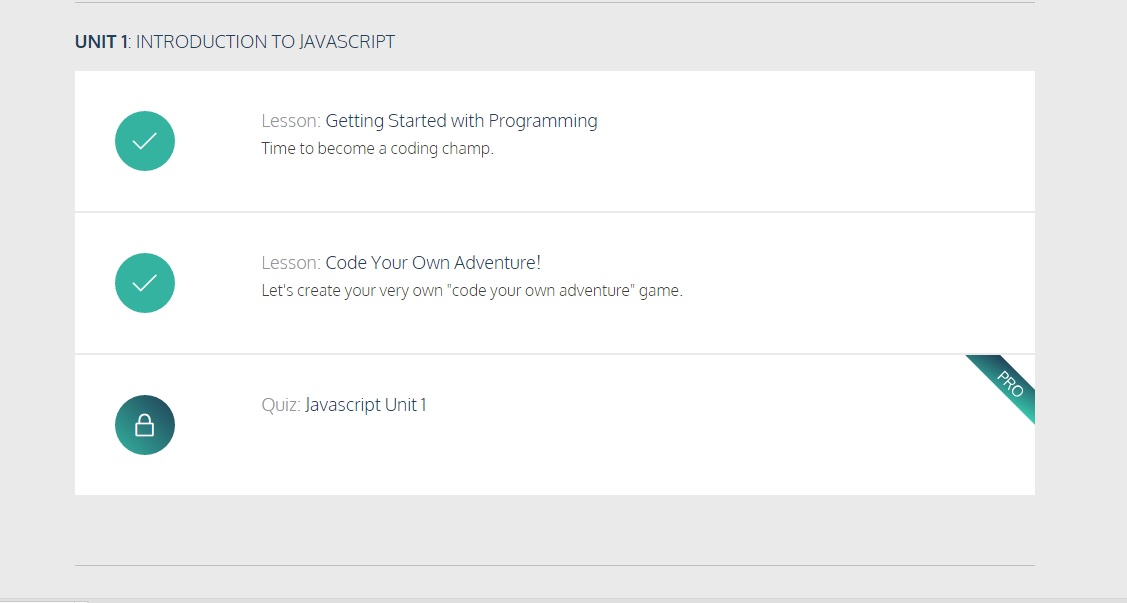 UNIT 1: INTRODUCTION TO JAVASCRIPT
Lesson: Getting Started with Programming
Time to become a coding champ.
Lesson: Code Your Own Adventure!
Let's create your very own "code your own adventure" game.
PRO
Quiz: Javascript Unit 1